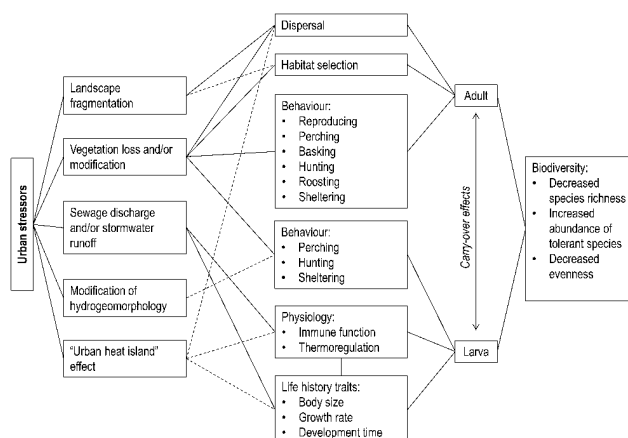 Urban stressors
Landscape
fragmentation
Vegetation loss and/or
modification
Sewage discharge
and/or stormwater
runoff
Modification of
hydrogeomorphology
“Urban heat island”
effect
Dispersal
Habitat selection
Behaviour:
• Reproducing
• Perching
• Basking
• Hunting
• Roosting
• Sheltering
Behaviour:
• Perching
• Hunting
• Sheltering
Physiology:
• Immune function
• Thermoregulation
Life history traits:
• Body size
• Growth rate
• Development time
Adult
Carry-over effects
Larva
Biodiversity:
• Decreased
species richness
• Increased
abundance of
tolerant species
• Decreased
evenness